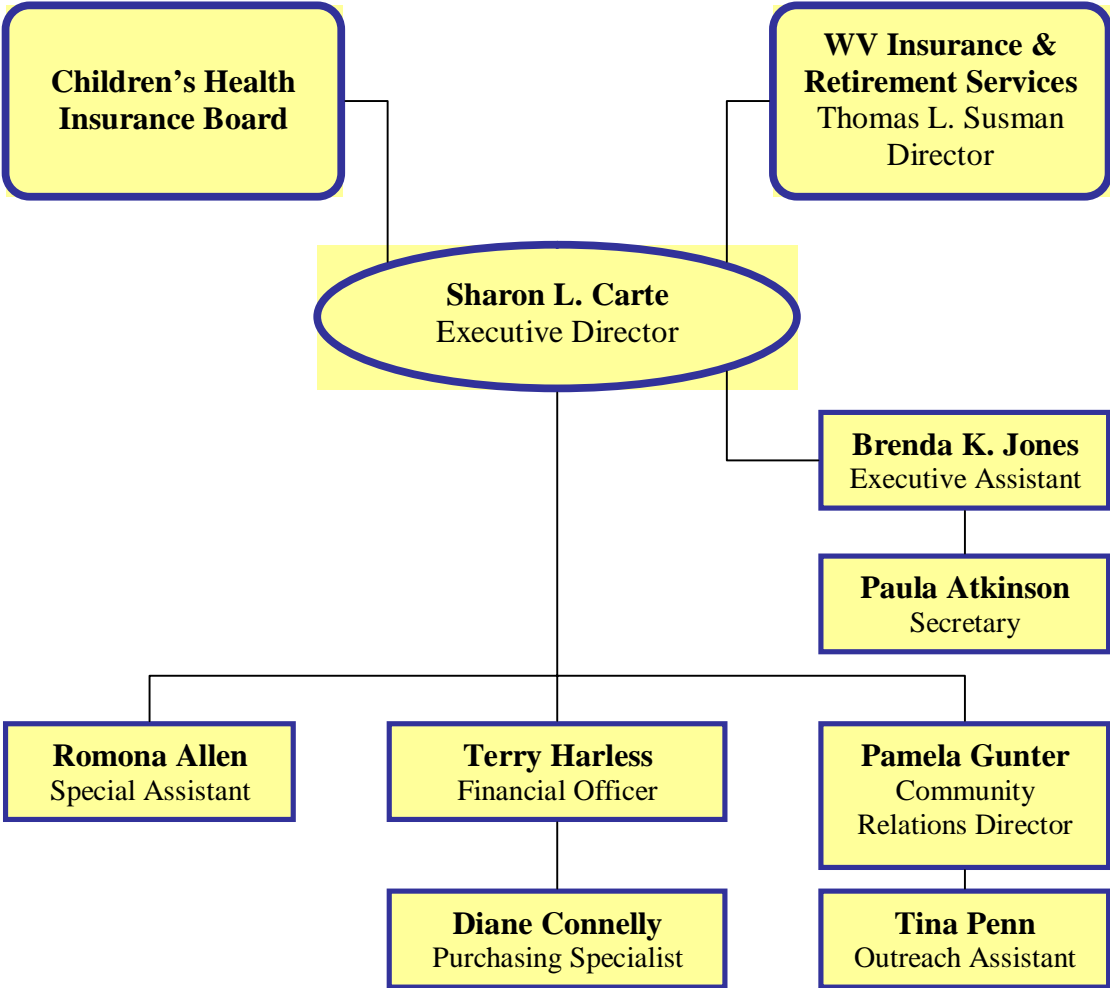 Children’s Health
Insurance Board
WV Insurance &
Retirement Services
Thomas L. Susman
Director
Sharon L. Carte
Executive Director
Brenda K. Jones
Executive Assistant
Paula Atkinson
Secretary
Romona Allen
Special Assistant
Terry Harless
Financial Officer
Pamela Gunter
Community
Relations Director
Diane Connelly
Purchasing Specialist
Tina Penn
Outreach Assistant